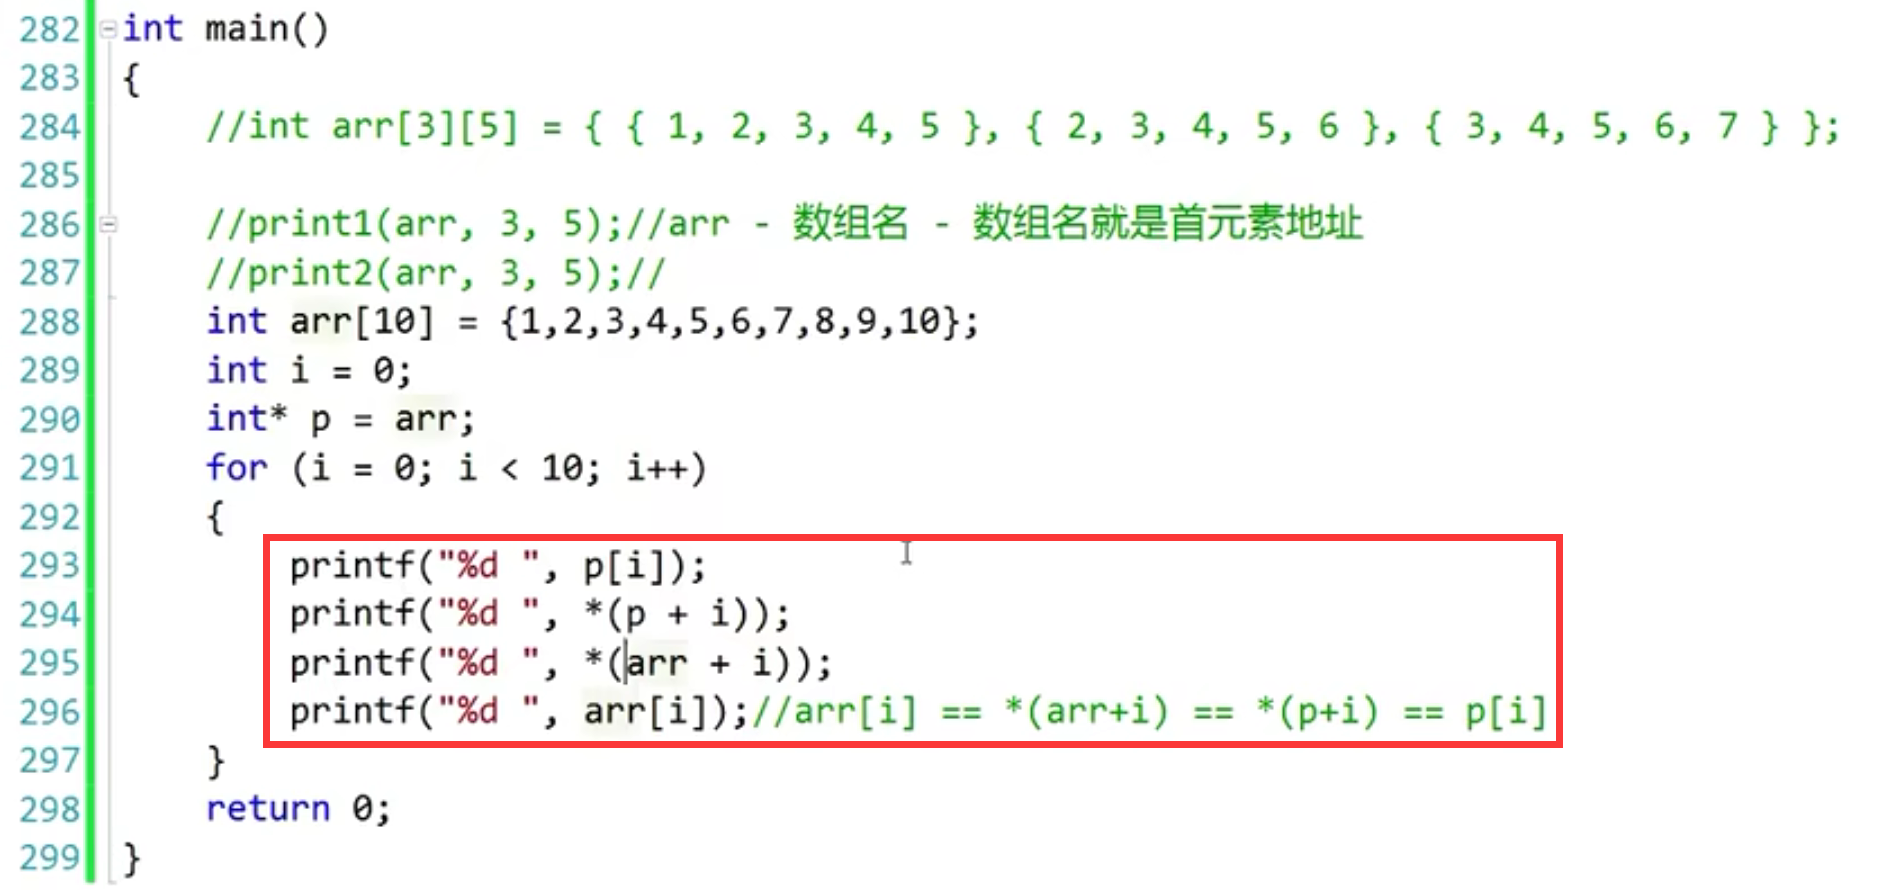 282 int main()
283 {
284 //int arr[3][5] = { { 1, 2, 3, 4, 5 }, { 2, 3, 4, 5, 6 }, { 3, 4, 5, 6, 7 } };
285
286 //print1(arr, 3, 5);//arr - 数组名 - 数组名就是首元素地址
287 //print2(arr, 3, 5);//
288 int arr[10] = {1,2,3,4,5,6,7,8,9,10};
289 int i = 0;
290 int* p = arr;
291 for (i = 0; i < 10; i++)
292 {
293 printf("%d ", p[i]);
294 printf("%d ", *(p + i));
295 printf("%d ", *(arr + i));
296 printf("%d ", arr[i]);//arr[i] == *(arr+i) == *(p+i) == p[i]
297 }
298 return 0;
299 }